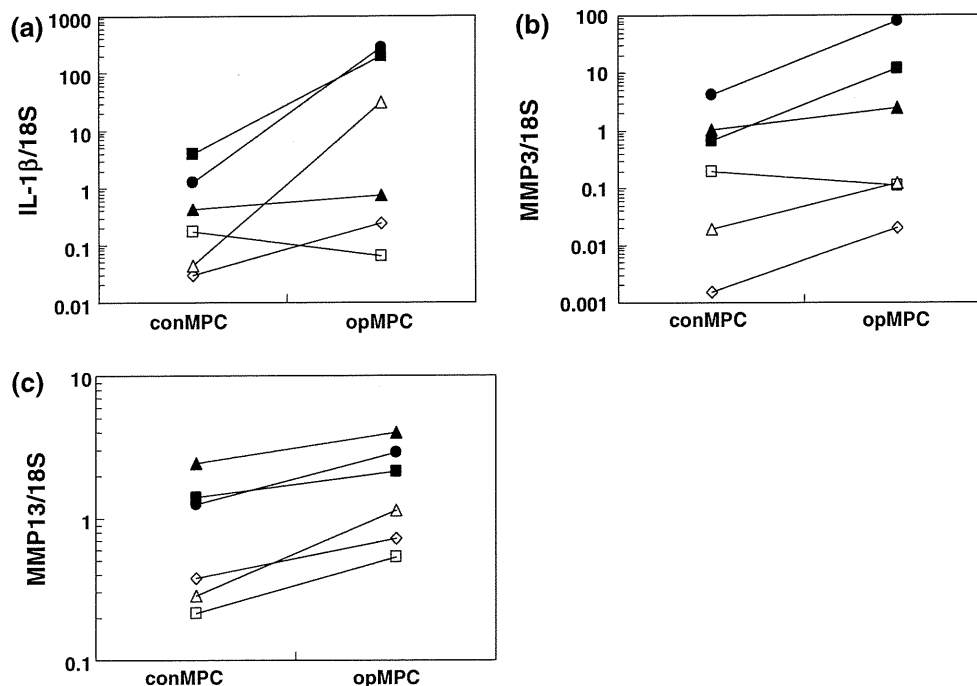 (a)
IL-1β/18S
1000
100
10
1
0.1
0.01
conMPC opMPC
(b)
MMP3/18S
100
10
1
0.1
0.01
0.001
conMPC opMPC
(c)
MMP13/18S
10
1
0.1
conMPC opMPC